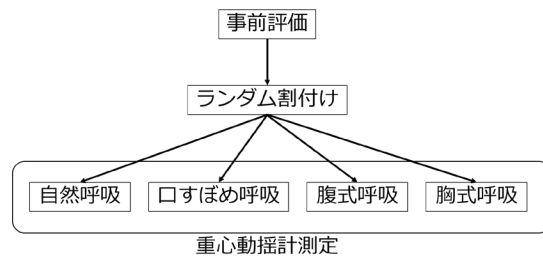 事前評価
ランダム割付け
自然呼吸 口すぼめ呼吸 腹式呼吸 胸式呼吸
重心動揺計測定